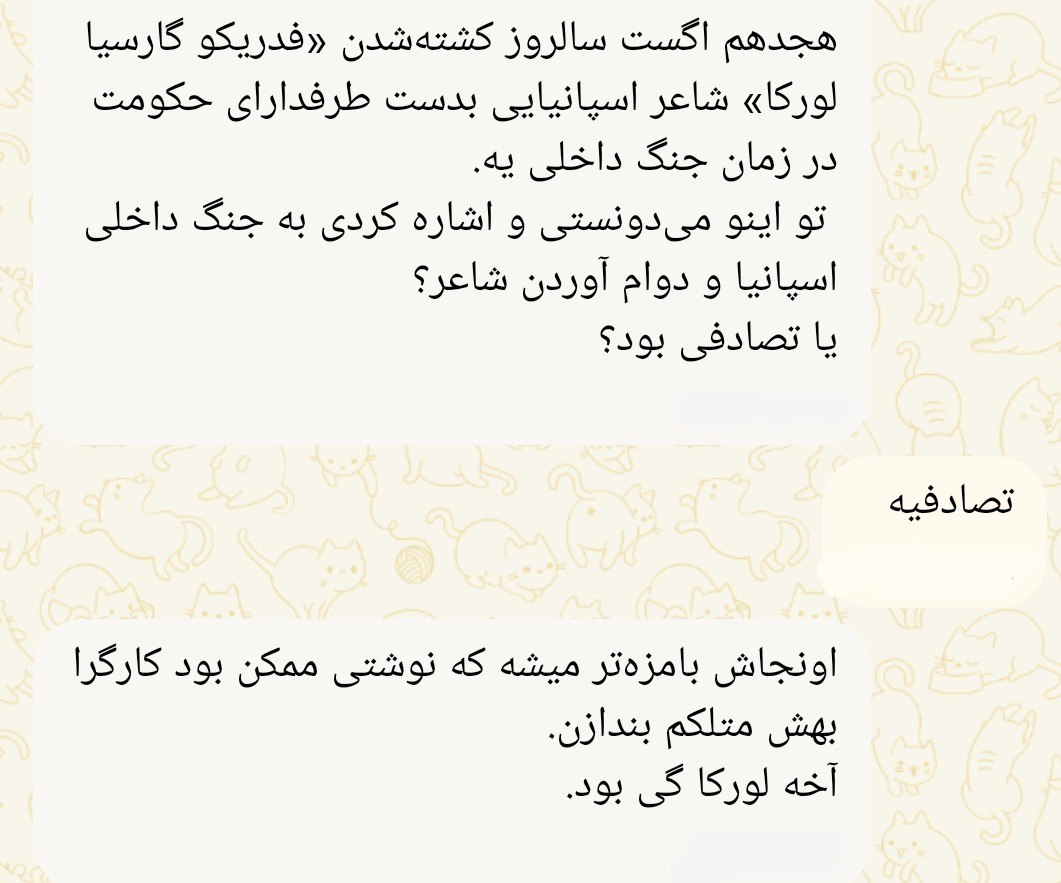 هجدهم اگست سالروز کشته‌شدن «فدریکو گارسیا
لورکا» شاعر اسپانیایی بدست طرفدارای حکومت
در زمان جنگ داخلی یه.
تو اینو می‌دونستی و اشاره کردی به جنگ داخلی
اسپانیا و دوام آوردن شاعر؟
یا تصادفی بود؟
تصادفیه
اونجاش بامزه‌تر میشه که نوشتی ممکن بود کارگرا
بهش متلکم بندازن.
آخه لورکا گی بود.